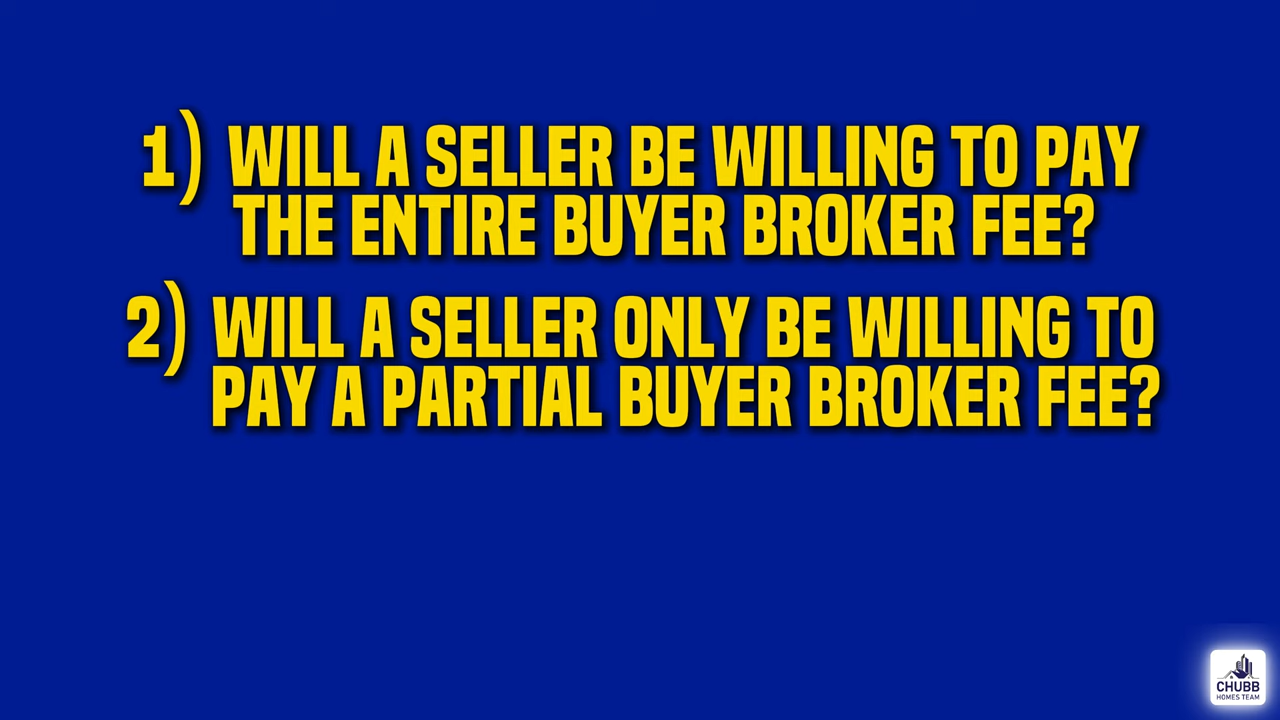 1) WILL A SELLER BE WILLING TO PAY
THE ENTIRE BUYER BROKER FEE?
2) WILL A SELLER ONLY BE WILLING TO
PAY A PARTIAL BUYER BROKER FEE?
CHUBB
HOMES TEAM